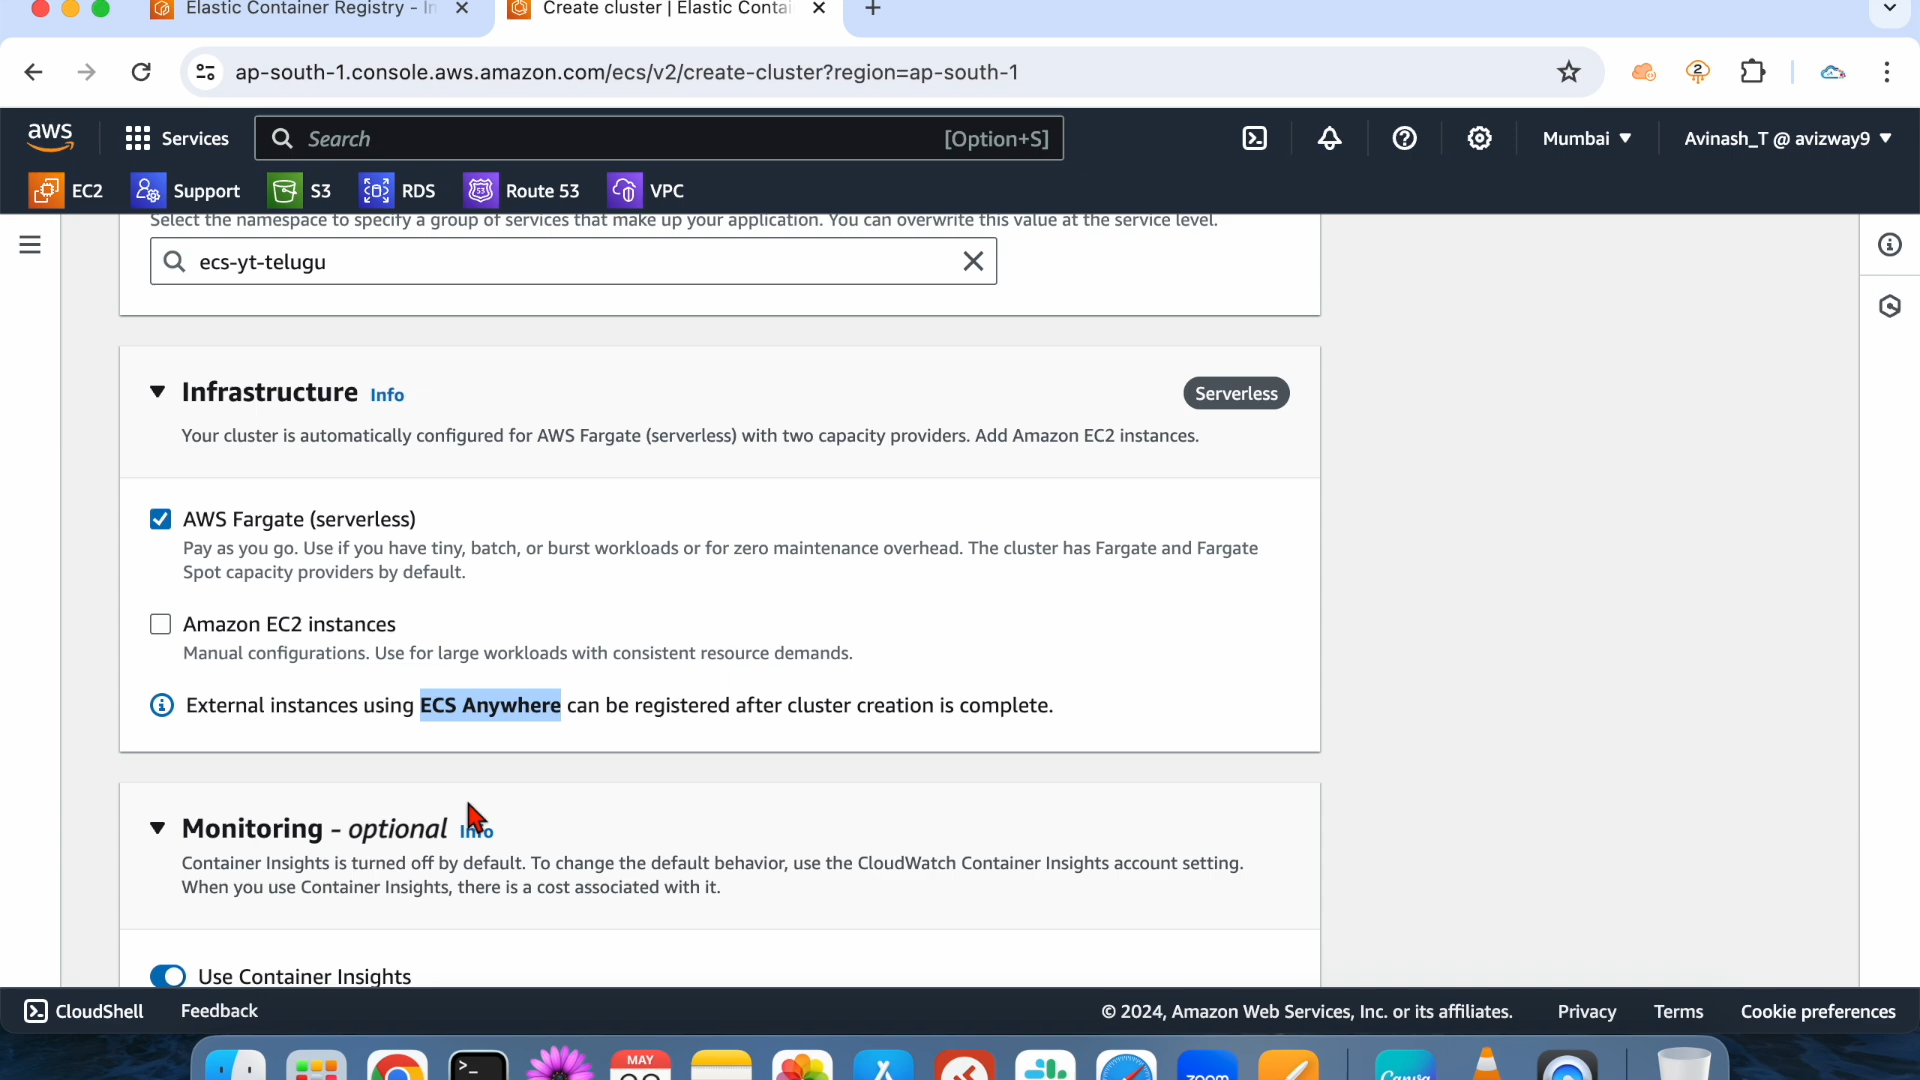 Elastic Container Registry - In
Create cluster | Elastic Contai
ap-south-1.console.aws.amazon.com/ecs/v2/create-cluster?region=ap-south-1
2
aws
Services
Search
[Option+S]
Mumbai
Avinash_T @ avizway9
EC2
Support
S3
RDS
53
Route 53
VPC
Select the namespace to specify a group of services that make up your application. You can overwrite this value at the service level.
ecs-yt-telugu
Infrastructure Info
Serverless
Your cluster is automatically configured for AWS Fargate (serverless) with two capacity providers. Add Amazon EC2 instances.
AWS Fargate (serverless)
Pay as you go. Use if you have tiny, batch, or burst workloads or for zero maintenance overhead. The cluster has Fargate and Fargate
Spot capacity providers by default.
Amazon EC2 instances
Manual configurations. Use for large workloads with consistent resource demands.
External instances using ECS Anywhere can be registered after cluster creation is complete.
Monitoring - optional Info
Container Insights is turned off by default. To change the default behavior, use the CloudWatch Container Insights account setting.
When you use Container Insights, there is a cost associated with it.
Use Container Insights
CloudShell
Feedback
© 2024, Amazon Web Services, Inc. or its affiliates.
Privacy
Terms
Cookie preferences
MAY
zoom
Canva